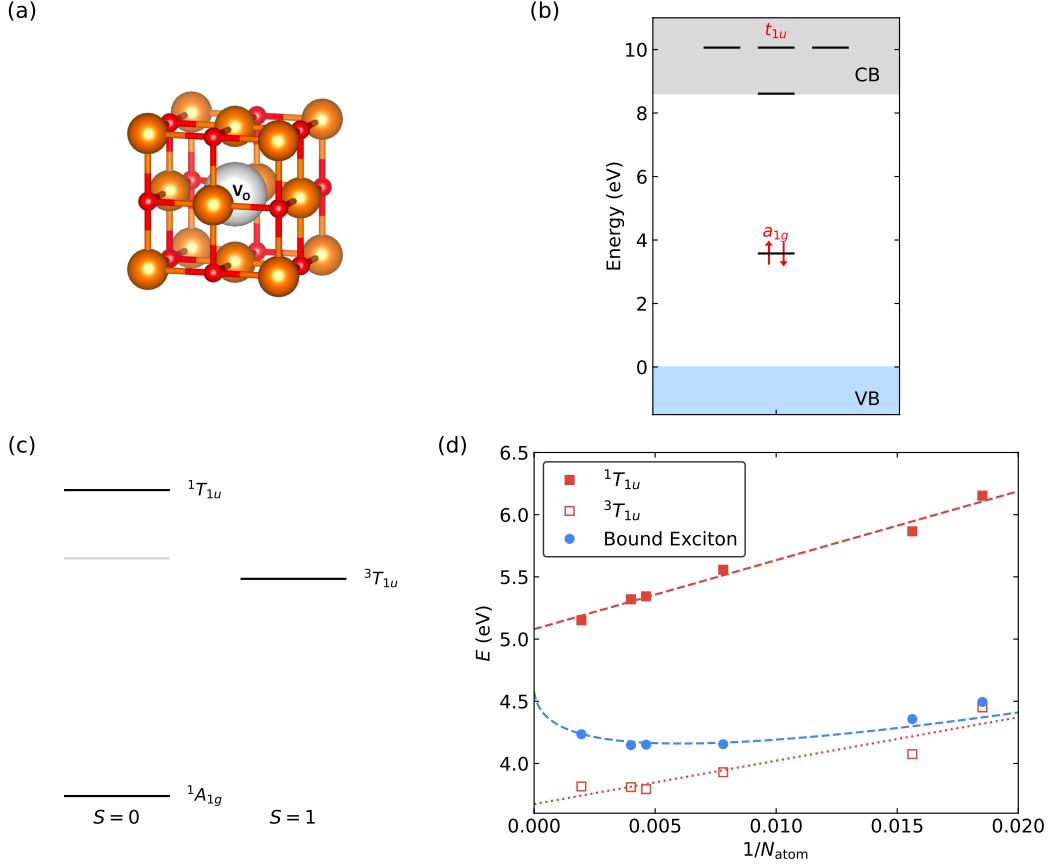 (a)
V_O
(b)
Energy (eV)
10
8
6
4
2
0
t_{1u}
CB
a_{1g}
VB
(c)
^1T_{1u}
^3T_{1u}
^1A_{1g}
S = 0
S = 1
(d)
E (eV)
6.5
6.0
5.5
5.0
4.5
4.0
^1T_{1u}
^3T_{1u}
Bound Exciton
0.000 0.005 0.010 0.015 0.020
1/N_{atom}